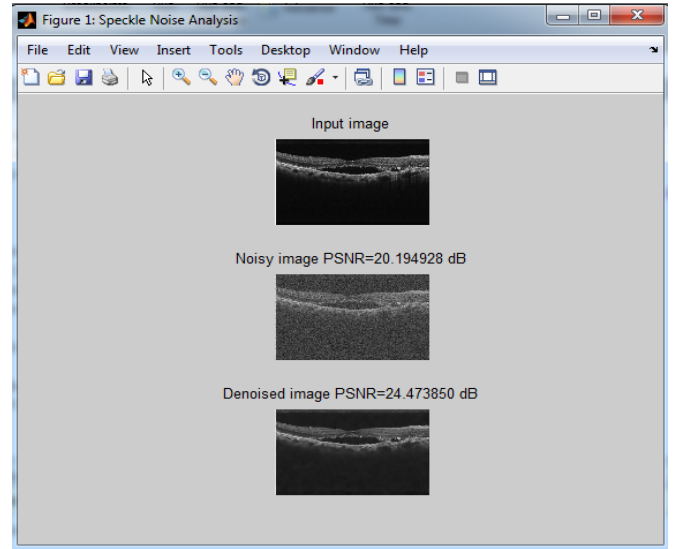 Figure 1: Speckle Noise Analysis
File Edit View Insert Tools Desktop Window Help
Input image
Noisy image PSNR=20.194928 dB
Denoised image PSNR=24.473850 dB